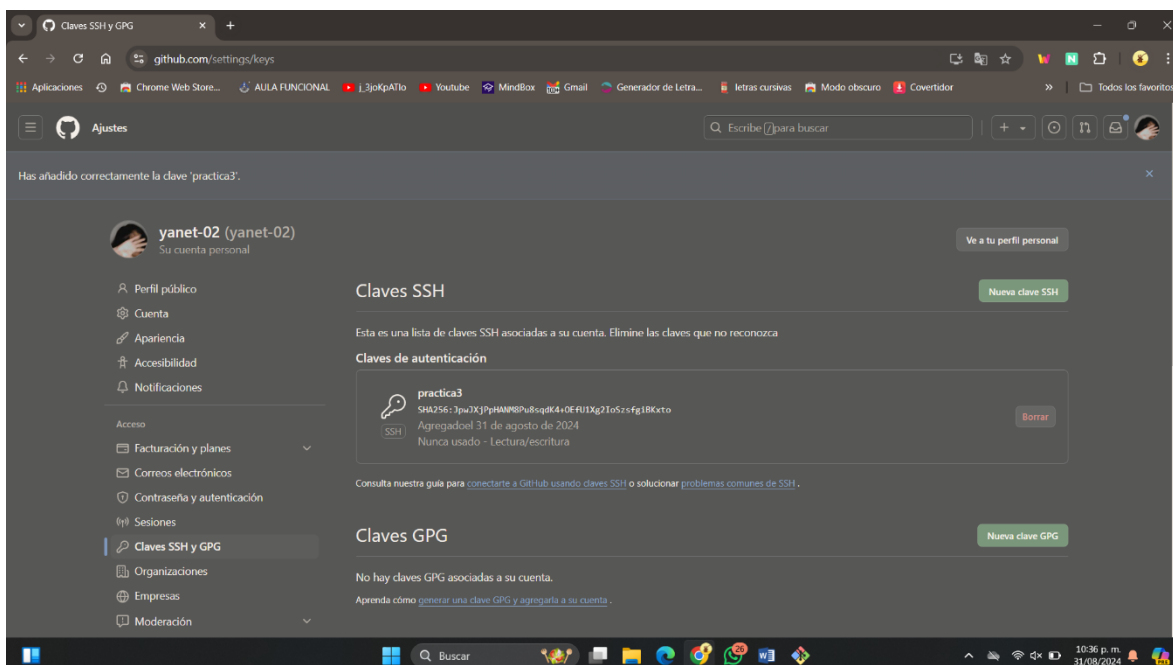 Claves SSH y GPG
github.com/settings/keys
Aplicaciones Chrome Web Store... AULA FUNCIONAL j_3joKpATlo Youtube MindBox Gmail Generador de Letra... letras cursivas Modo obscuro Covertidor » Todos los favoritos
Ajustes
Escribe / para buscar
Has añadido correctamente la clave 'practica3'.
yanet-02 (yanet-02)
Su cuenta personal
Ve a tu perfil personal
Perfil público
Cuenta
Apariencia
Accesibilidad
Notificaciones
Acceso
Facturación y planes
Correos electrónicos
Contraseña y autenticación
Sesiones
Claves SSH y GPG
Organizaciones
Empresas
Moderación
Claves SSH
Nueva clave SSH
Esta es una lista de claves SSH asociadas a su cuenta. Elimine las claves que no reconozca
Claves de autenticación
practica3
SHA256:JpwJXjPpHANM8Pu8sqdK4+OEfU1Xg2IoSzsfgiBKxto
SSH
Agregadoel 31 de agosto de 2024
Nunca usado - Lectura/escritura
Borrar
Consulta nuestra guía para conectarte a GitHub usando claves SSH o solucionar problemas comunes de SSH .
Claves GPG
Nueva clave GPG
No hay claves GPG asociadas a su cuenta.
Aprenda cómo generar una clave GPG y agregarla a su cuenta .
Buscar
26
10:36 p. m.
31/08/2024